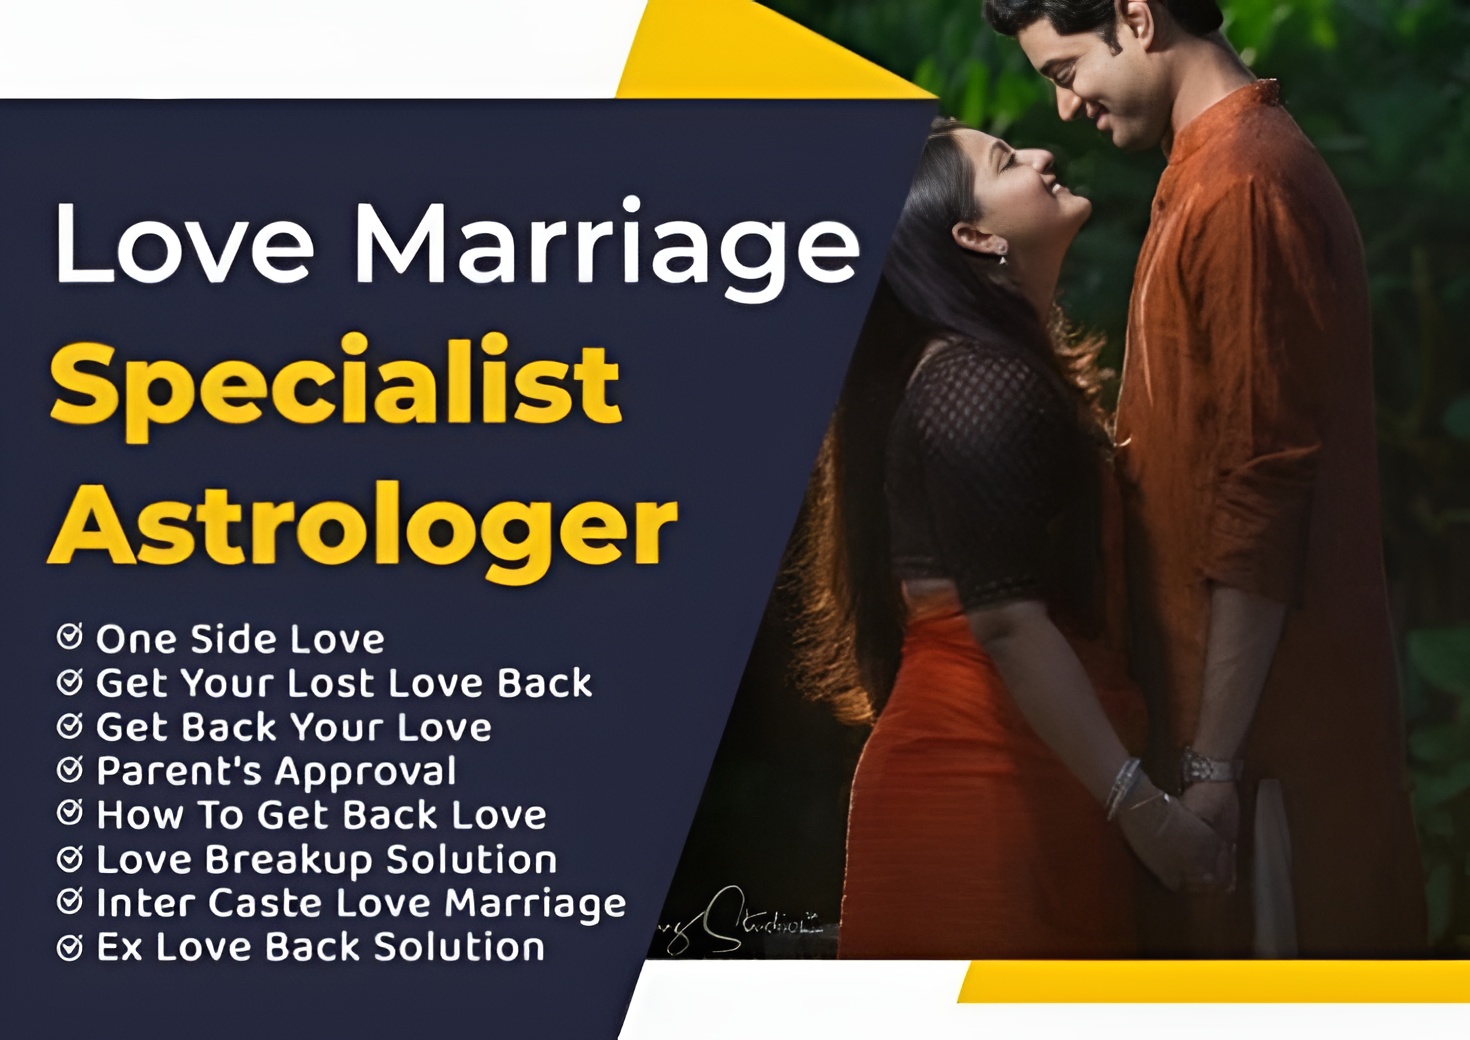 Love Marriage
Specialist
Astrologer
One Side Love
Get Your Lost Love Back
Get Back Your Love
Parent's Approval
How To Get Back Love
Love Breakup Solution
Inter Caste Love Marriage
Ex Love Back Solution